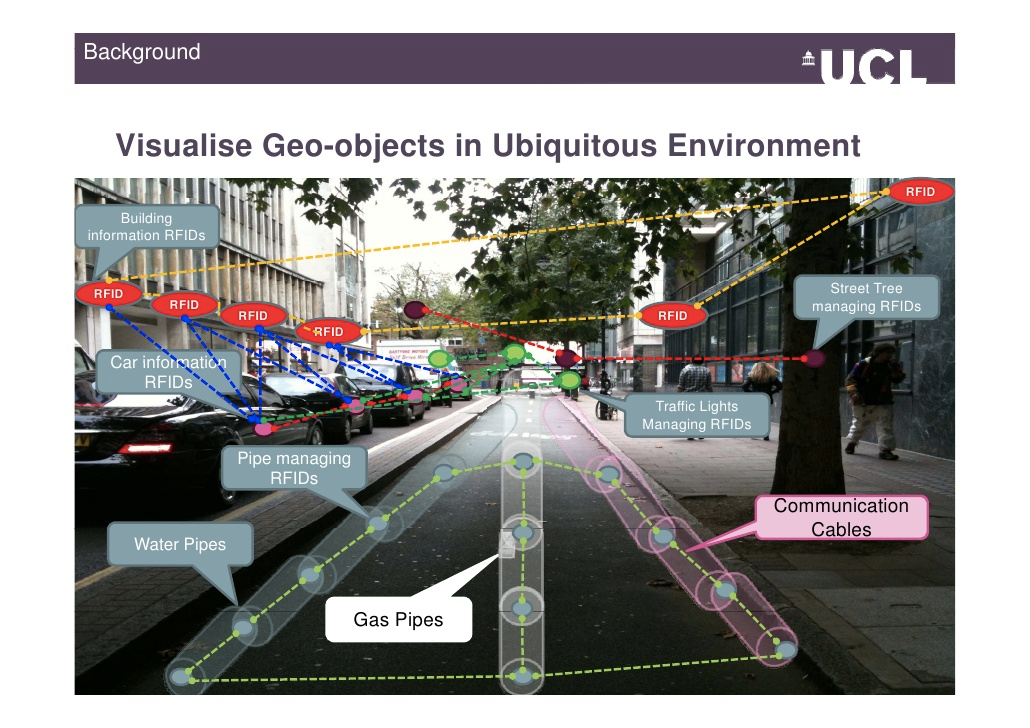 Background
UCL
Visualise Geo-objects in Ubiquitous Environment
RFID
Building
information RFIDs
RFID
RFID
RFID
RFID
RFID
Street Tree
managing RFIDs
Car information
RFIDs
Traffic Lights
Managing RFIDs
Pipe managing
RFIDs
Communication
Cables
Water Pipes
Gas Pipes